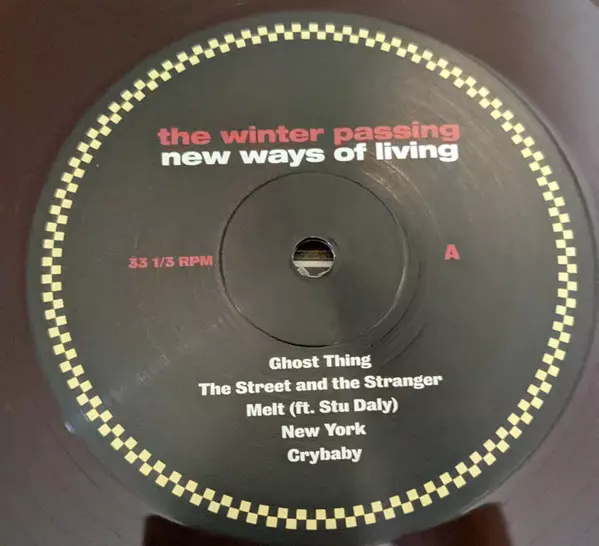 the winter passing
new ways of living
33 1/3 RPM
A
Ghost Thing
The Street and the Stranger
Melt (ft. Stu Daly)
New York
Crybaby